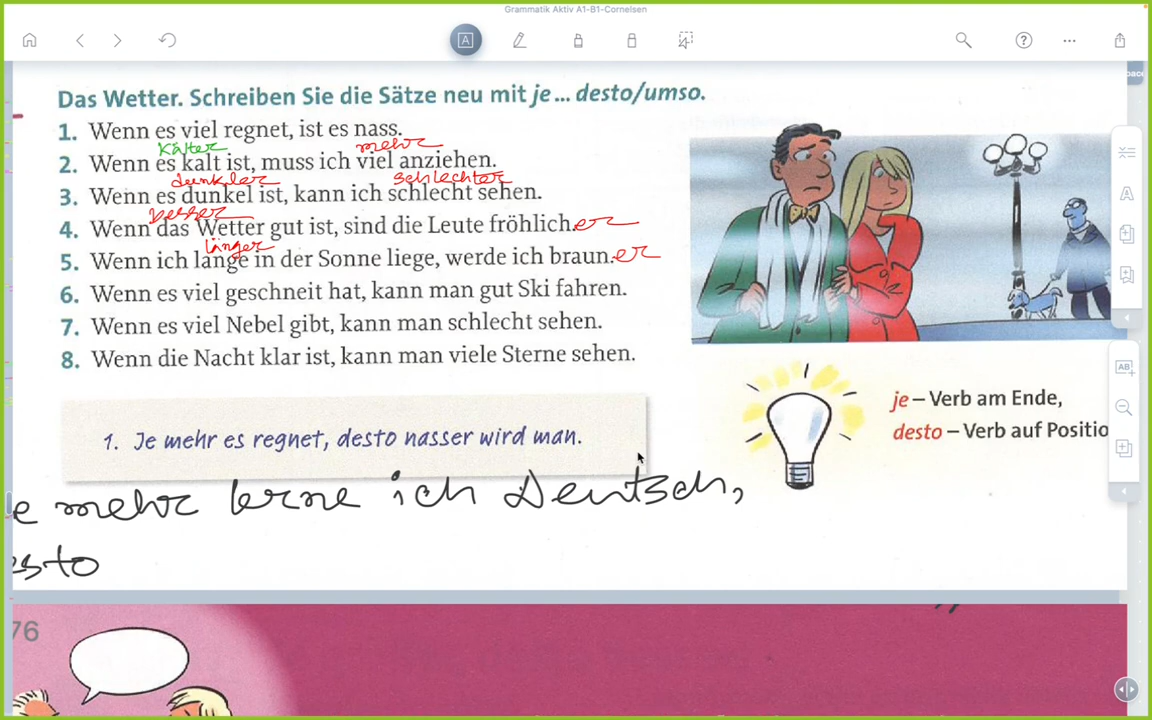 Grammatik Aktiv A1-B1-Cornelsen
Das Wetter. Schreiben Sie die Sätze neu mit je ... desto/umso.
1. Wenn es viel regnet, ist es nass.
kälter mehr
2. Wenn es kalt ist, muss ich viel anziehen.
dunkler schlechter
3. Wenn es dunkel ist, kann ich schlecht sehen.
besser
4. Wenn das Wetter gut ist, sind die Leute fröhlich. er
länger
5. Wenn ich lange in der Sonne liege, werde ich braun. er
6. Wenn es viel geschneit hat, kann man gut Ski fahren.
7. Wenn es viel Nebel gibt, kann man schlecht sehen.
8. Wenn die Nacht klar ist, kann man viele Sterne sehen.
je – Verb am Ende,
desto – Verb auf Positio
1. Je mehr es regnet, desto nasser wird man.
e mehr lerne ich Deutsch,
esto
76